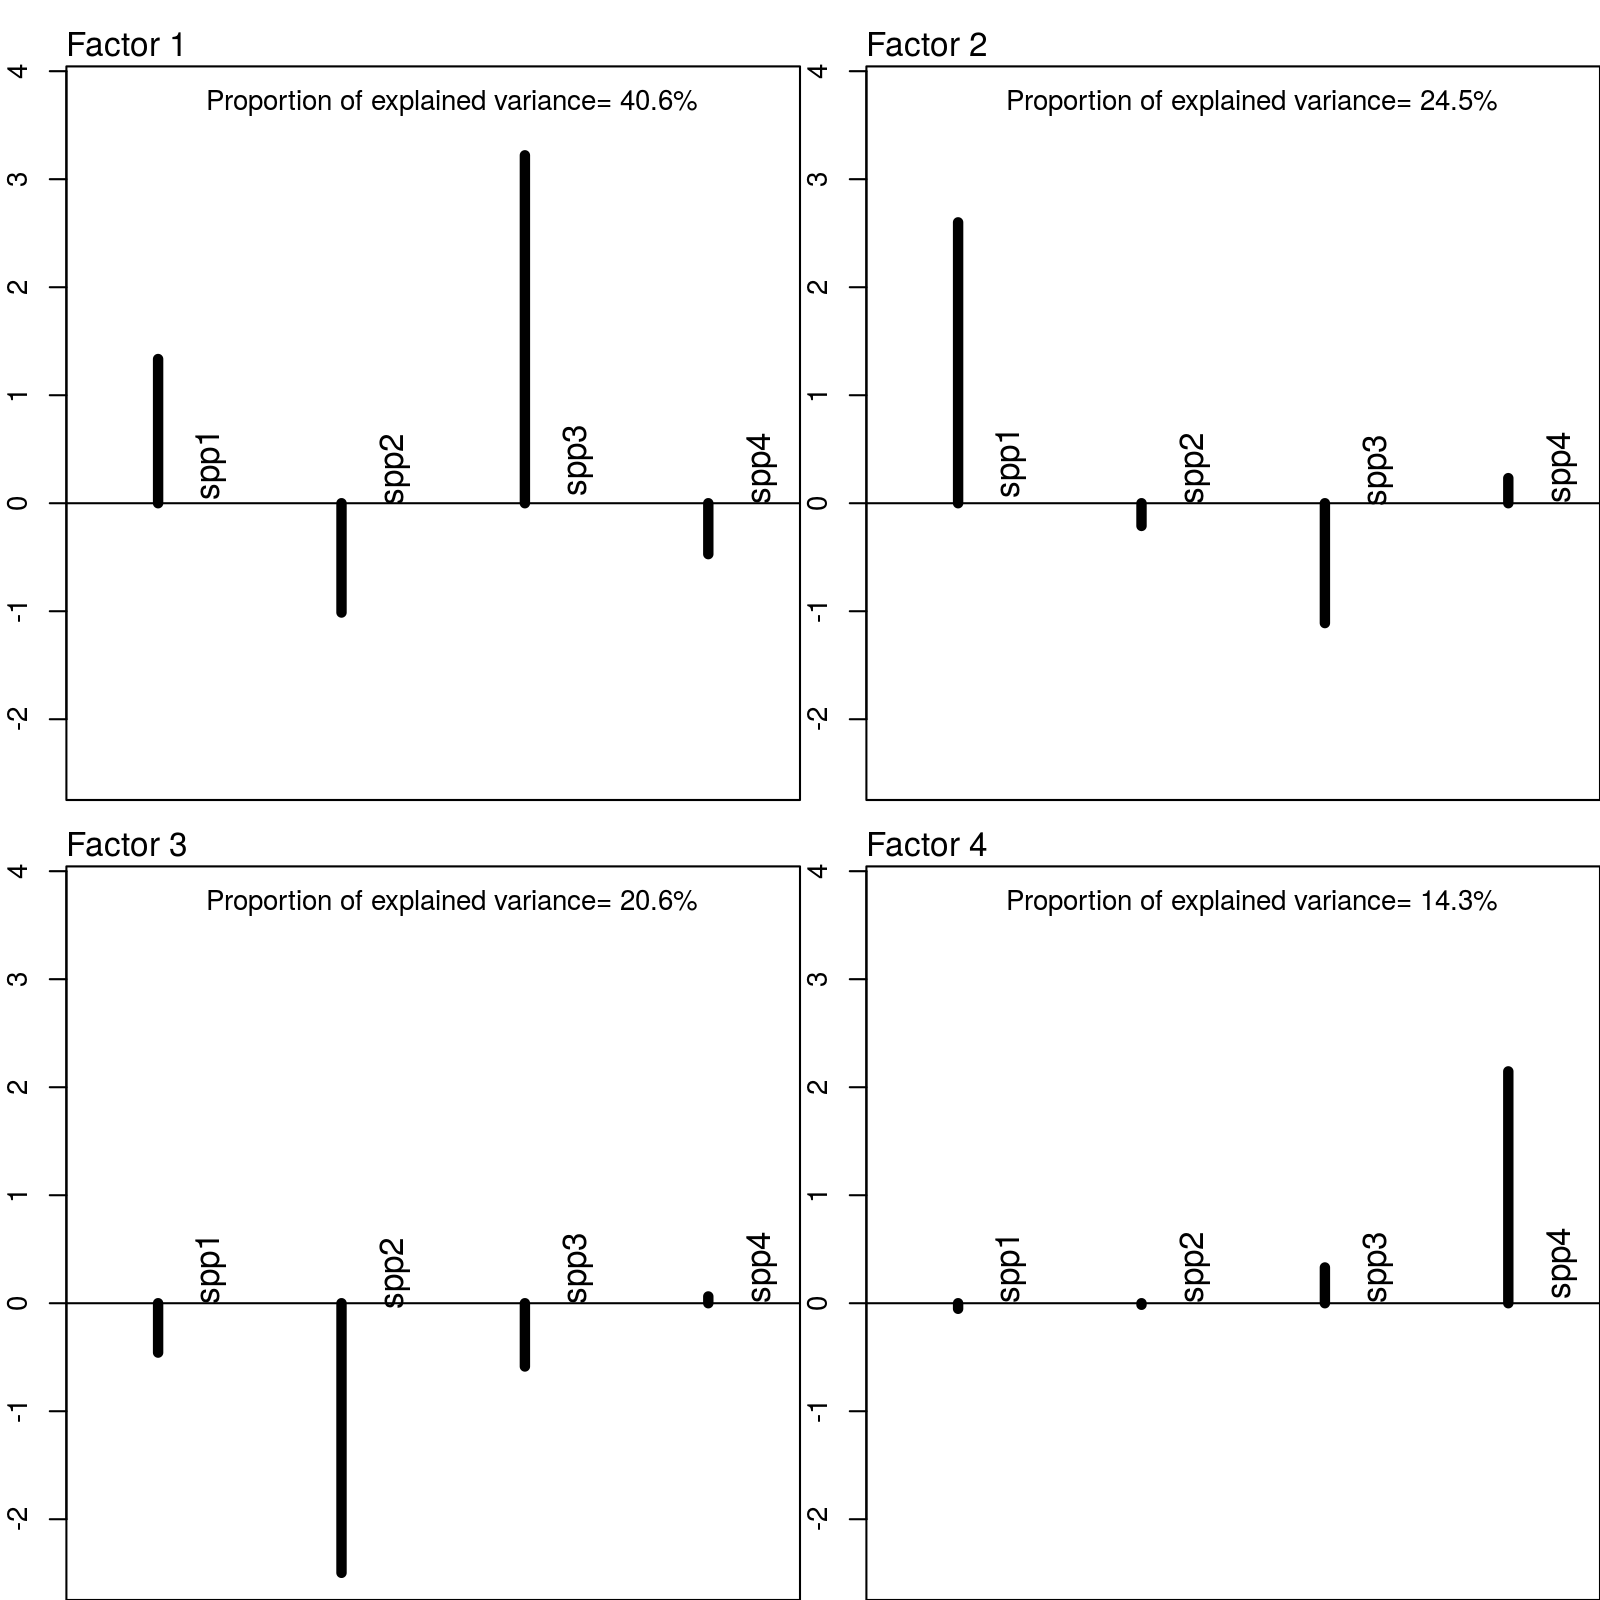 Factor 1
Proportion of explained variance= 40.6%
4
3
2
1
0
-1
-2
spp1
spp2
spp3
spp4
Factor 2
Proportion of explained variance= 24.5%
4
3
2
1
0
-1
-2
spp1
spp2
spp3
spp4
Factor 3
Proportion of explained variance= 20.6%
4
3
2
1
0
-1
-2
spp1
spp2
spp3
spp4
Factor 4
Proportion of explained variance= 14.3%
4
3
2
1
0
-1
-2
spp1
spp2
spp3
spp4